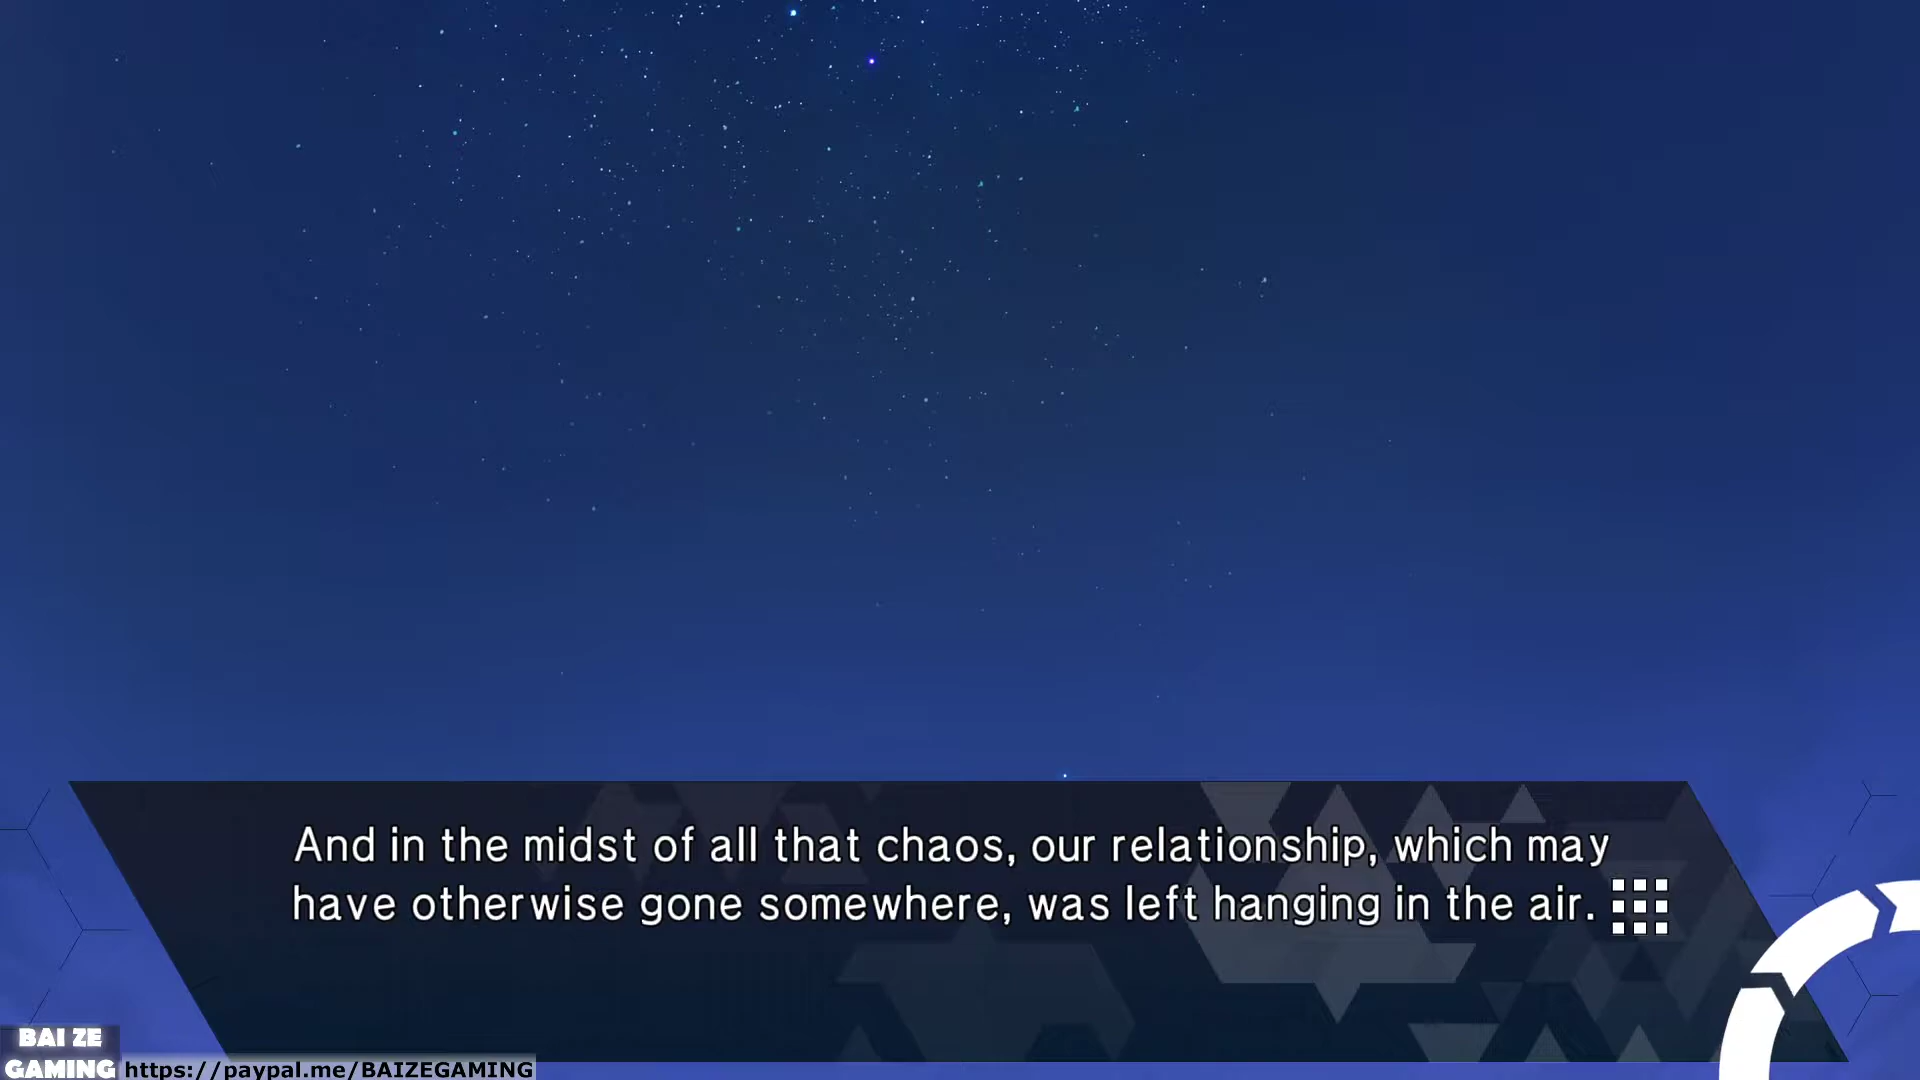 And in the midst of all that chaos, our relationship, which may
have otherwise gone somewhere, was left hanging in the air.
BAI ZE
GAMING https://paypal.me/BAIZEGAMING